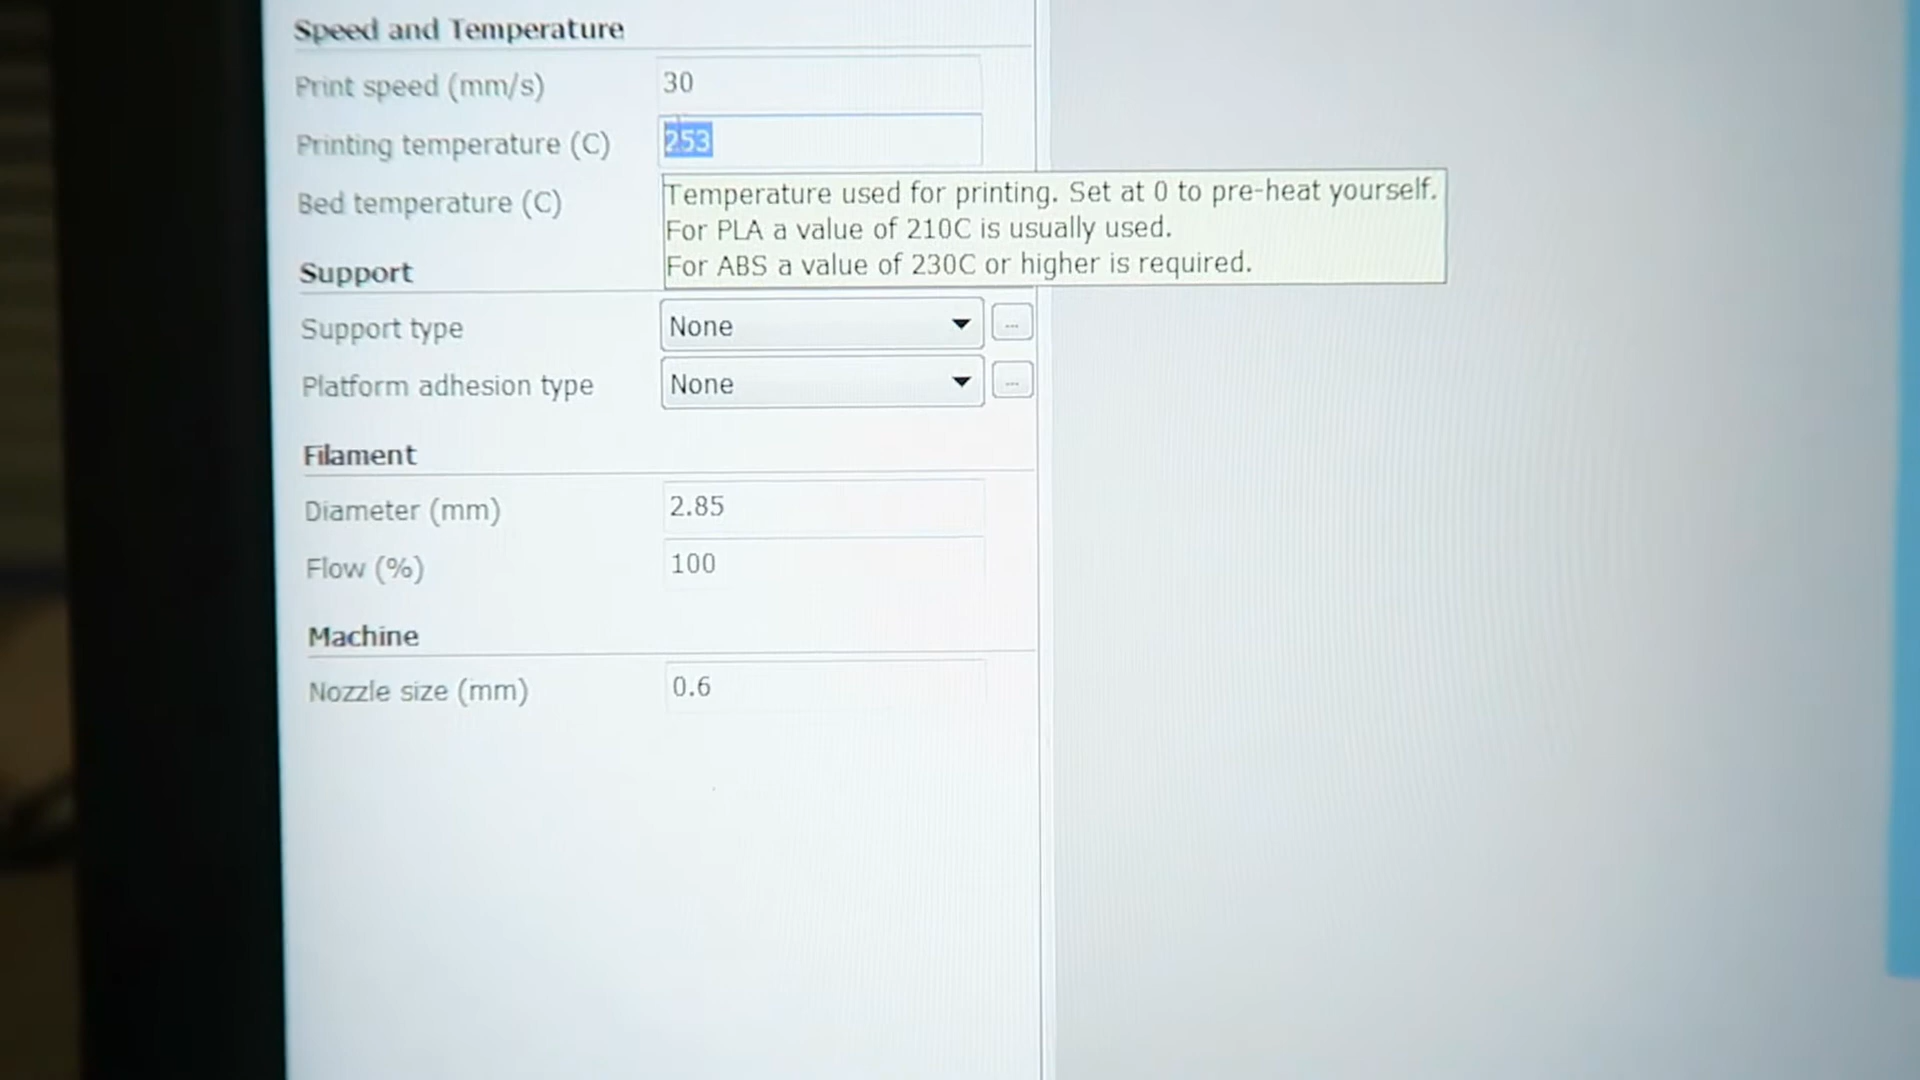 Speed and Temperature
Print speed (mm/s) 30
Printing temperature (C) 253
Temperature used for printing. Set at 0 to pre-heat yourself.
For PLA a value of 210C is usually used.
For ABS a value of 230C or higher is required.
Bed temperature (C)
Support
Support type None ...
Platform adhesion type None ...
Filament
Diameter (mm) 2.85
Flow (%) 100
Machine
Nozzle size (mm) 0.6